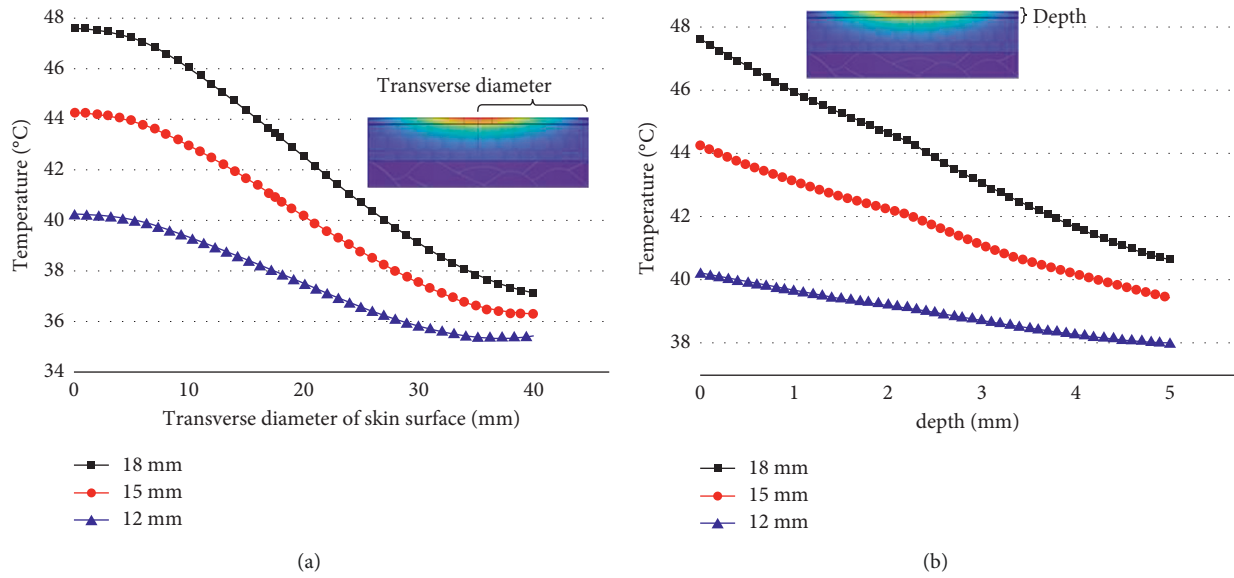 48
46
44
42
40
38
36
34
Temperature (°C)
Transverse diameter
0 10 20 30 40
Transverse diameter of skin surface (mm)
18 mm
15 mm
12 mm
(a)
48
46
44
42
40
38
Temperature (°C)
} Depth
0 1 2 3 4 5
depth (mm)
18 mm
15 mm
12 mm
(b)